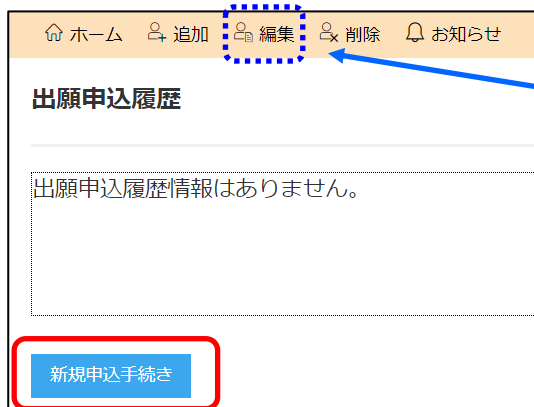 ホーム 追加 編集 削除 お知らせ
出願申込履歴
出願申込履歴情報はありません。
新規申込手続き